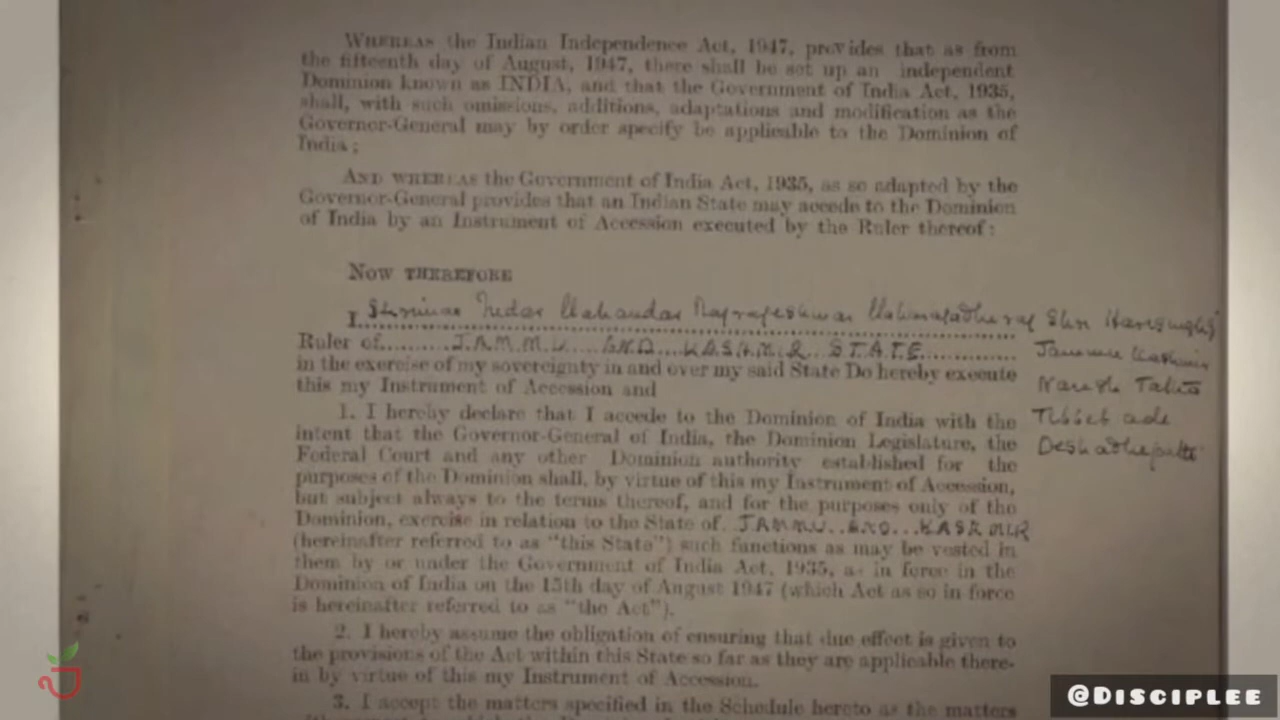 WHEREAS the Indian Independence Act, 1947, provides that as from
the fifteenth day of August, 1947, there shall be set up an independent
Dominion known as INDIA, and that the Government of India Act, 1935,
shall, with such omissions, additions, adaptations and modification as the
Governor-General may by order specify be applicable to the Dominion of
India;
AND WHEREAS the Government of India Act, 1935, as so adapted by the
Governor-General provides that an Indian State may accede to the Dominion
of India by an Instrument of Accession executed by the Ruler thereof:
NOW THEREFORE
I Shriman Inder Mahandar Rajrajeshwar Maharajadhiraj Shri Harisinghji
Ruler of JAMMU AND KASHMIR STATE
Jammu Kashmir
in the exercise of my sovereignty in and over my said State Do hereby execute
this my Instrument of Accession and
Naresh Tatha
1. I hereby declare that I accede to the Dominion of India with the
Tibbet adi
intent that the Governor-General of India, the Dominion Legislature, the
Deshadhipathi
Federal Court and any other Dominion authority established for the
purposes of the Dominion shall, by virtue of this my Instrument of Accession,
but subject always to the terms thereof, and for the purposes only of the
Dominion, exercise in relation to the State of JAMMU AND KASHMIR
(hereinafter referred to as "this State") such functions as may be vested in
them by or under the Government of India Act, 1935, as in force in the
Dominion of India on the 15th day of August 1947 (which Act as so in force
is hereinafter referred to as "the Act").
2. I hereby assume the obligation of ensuring that due effect is given to
the provisions of the Act within this State so far as they are applicable there-
in by virtue of this my Instrument of Accession.
3. I accept the matters specified in the Schedule hereto as the matters
@DISCIPLEE